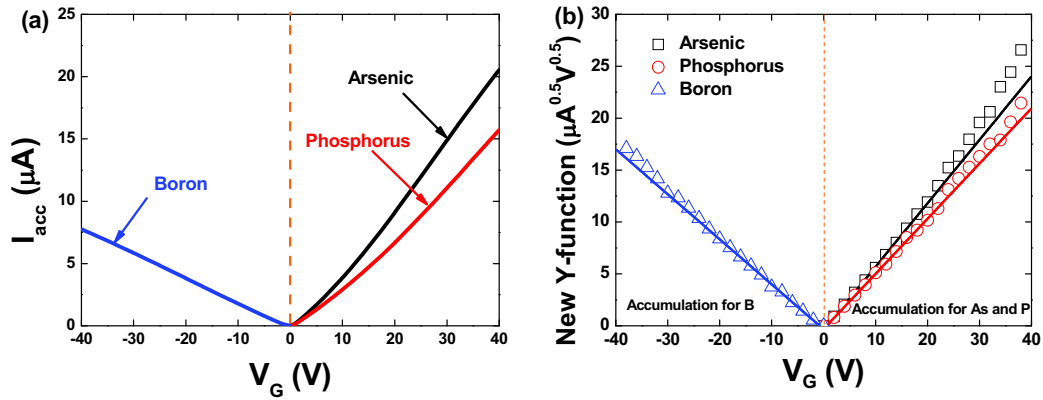 (a)
I_acc (μA)
25
20
15
10
5
0
Arsenic
Phosphorus
Boron
-40 -30 -20 -10 0 10 20 30 40
V_G (V)
(b)
New Y-function (μA^0.5V^0.5)
30
25
20
15
10
5
0
Arsenic
Phosphorus
Boron
Accumulation for B
Accumulation for As and P
-40 -30 -20 -10 0 10 20 30 40
V_G (V)